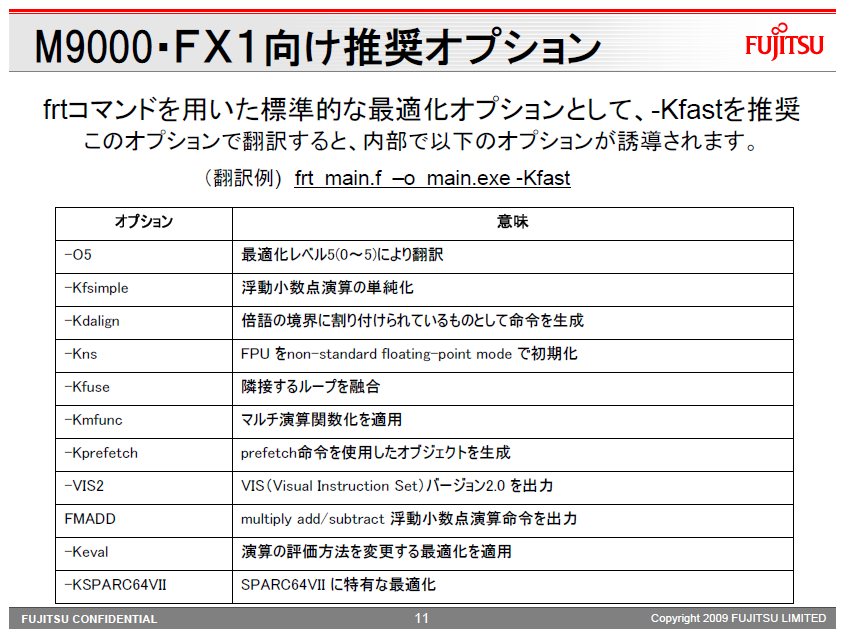 M9000・FX1向け推奨オプション
FUJITSU
frtコマンドを用いた標準的な最適化オプションとして、-Kfastを推奨
このオプションで翻訳すると、内部で以下のオプションが誘導されます。
（翻訳例） frt main.f –o main.exe -Kfast
オプション 意味
-O5 最適化レベル5(0～5)により翻訳
-Kfsimple 浮動小数点演算の単純化
-Kdalign 倍語の境界に割り付けられているものとして命令を生成
-Kns FPU をnon-standard floating-point mode で初期化
-Kfuse 隣接するループを融合
-Kmfunc マルチ演算関数化を適用
-Kprefetch prefetch命令を使用したオブジェクトを生成
-VIS2 VIS（Visual Instruction Set）バージョン2.0 を出力
FMADD multiply add/subtract 浮動小数点演算命令を出力
-Keval 演算の評価方法を変更する最適化を適用
-KSPARC64VII SPARC64VII に特有な最適化
FUJITSU CONFIDENTIAL 11 Copyright 2009 FUJITSU LIMITED